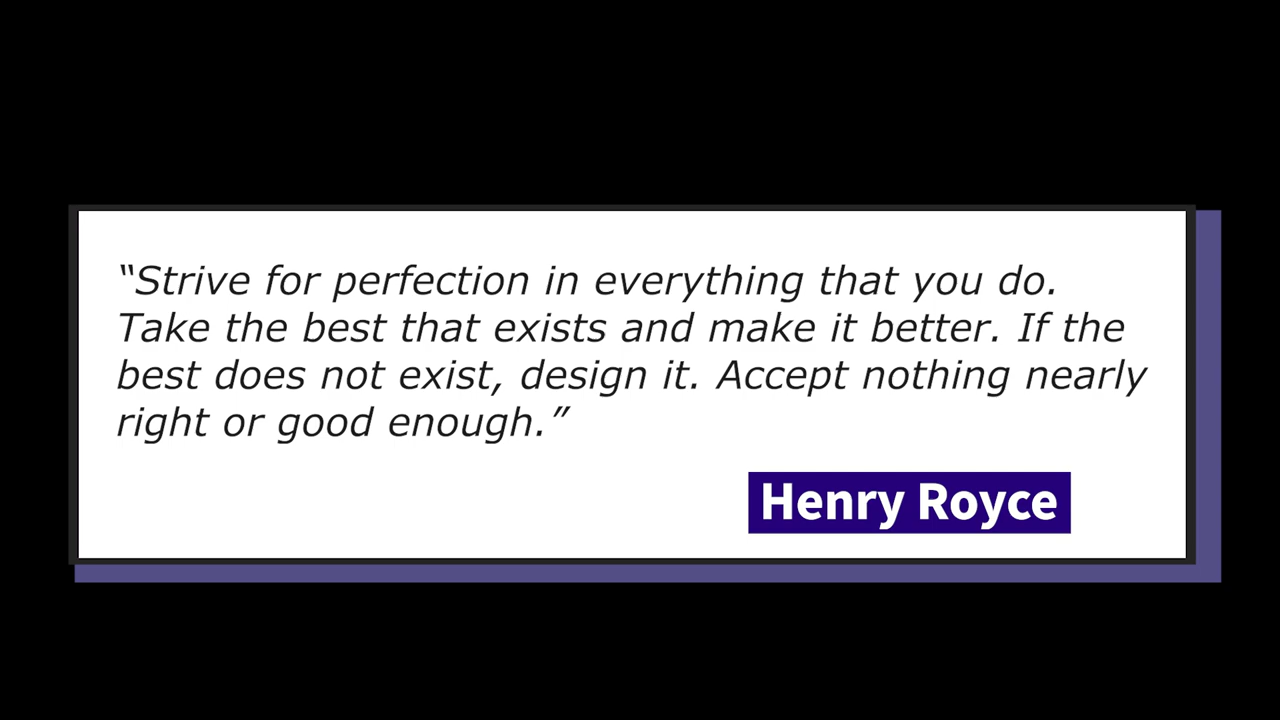 “Strive for perfection in everything that you do.
Take the best that exists and make it better. If the
best does not exist, design it. Accept nothing nearly
right or good enough.”
Henry Royce